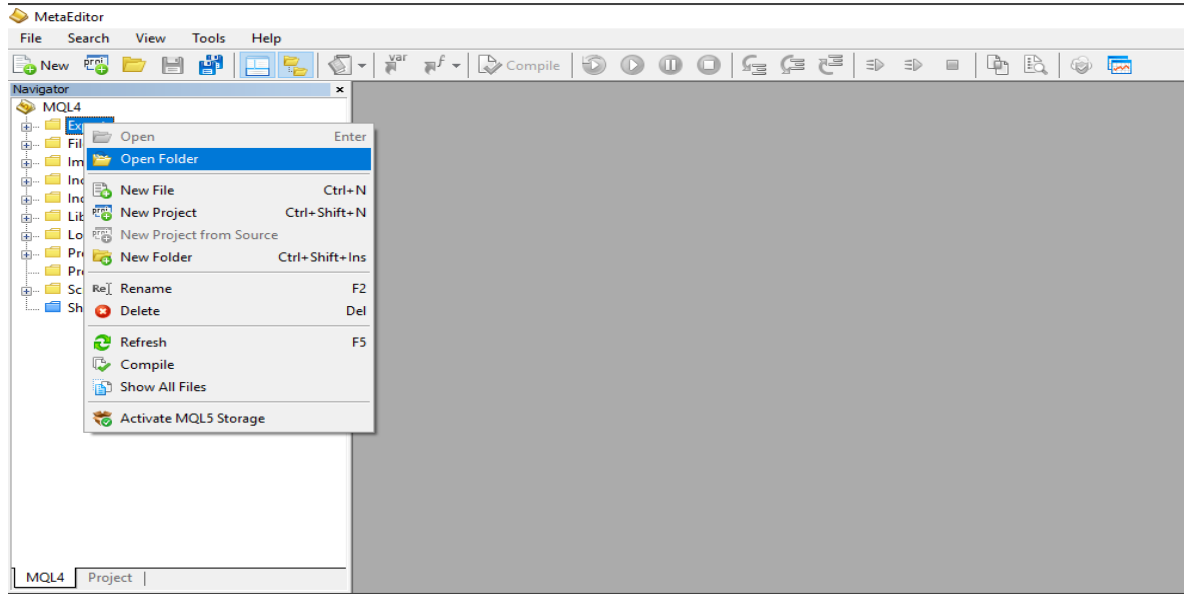 MetaEditor
File Search View Tools Help
New Compile
Navigator
MQL4
Open Enter
Open Folder
New File Ctrl+N
New Project Ctrl+Shift+N
New Project from Source
New Folder Ctrl+Shift+Ins
Rename F2
Delete Del
Refresh F5
Compile
Show All Files
Activate MQL5 Storage
MQL4 Project